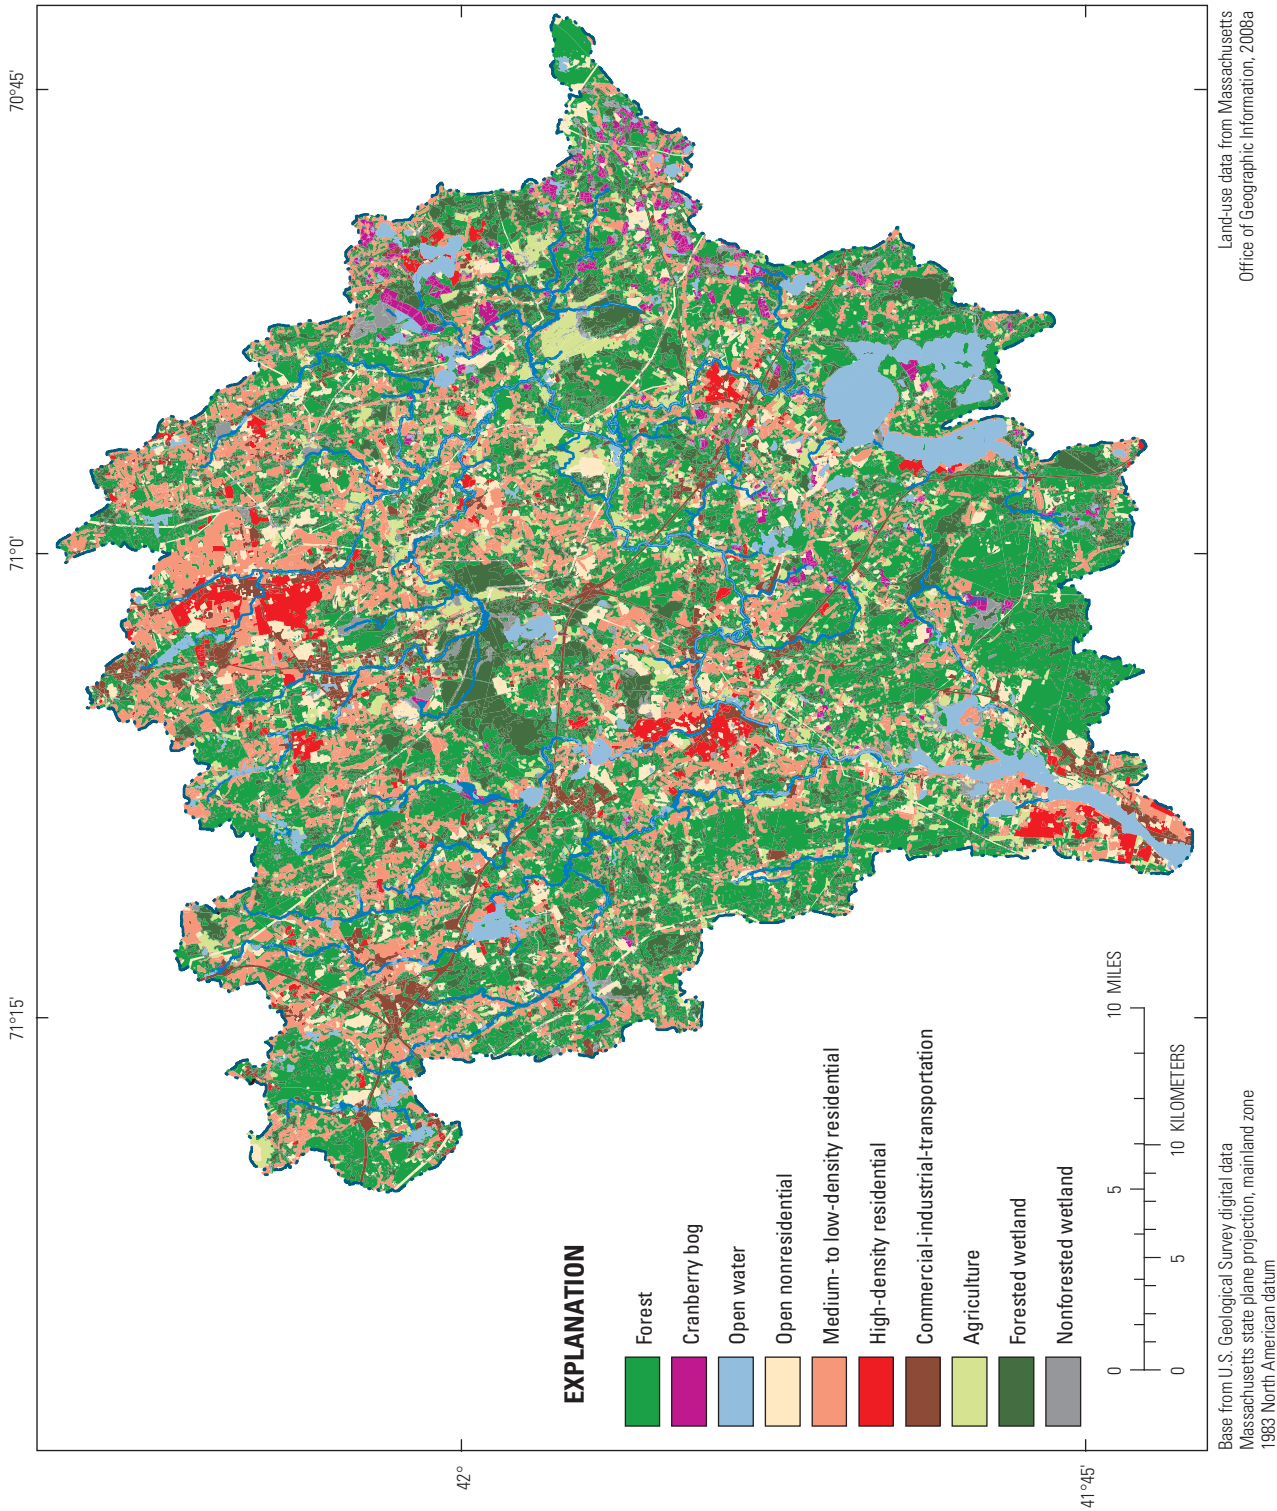 71°15'
71°0'
70°45'
42°
41°45'
EXPLANATION
Forest
Cranberry bog
Open water
Open nonresidential
Medium- to low-density residential
High-density residential
Commercial-industrial-transportation
Agriculture
Forested wetland
Nonforested wetland
0 5 10 MILES
0 5 10 KILOMETERS
Base from U.S. Geological Survey digital data
Massachusetts state plane projection, mainland zone
1983 North American datum
Land-use data from Massachusetts
Office of Geographic Information, 2008a